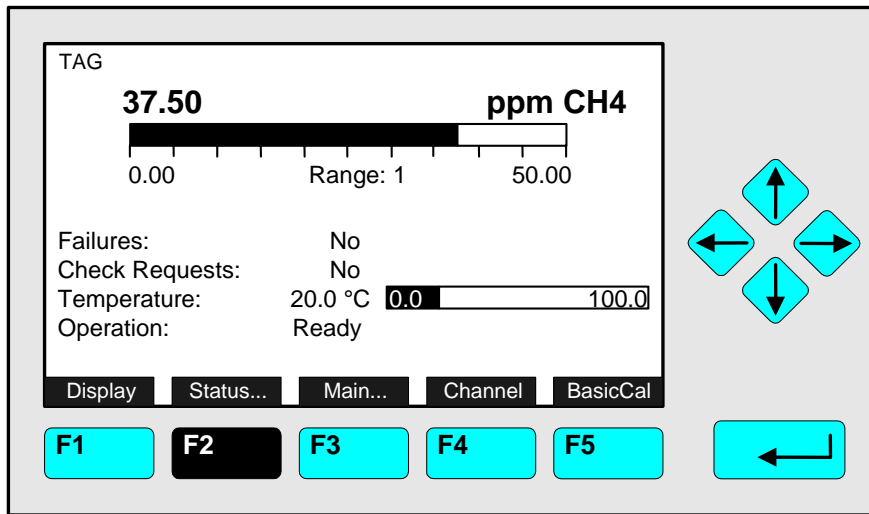 TAG
37.50 ppm CH4
0.00 Range: 1 50.00
Failures: No
Check Requests: No
Temperature: 20.0 °C 0.0 100.0
Operation: Ready
Display Status... Main... Channel BasicCal
F1 F2 F3 F4 F5